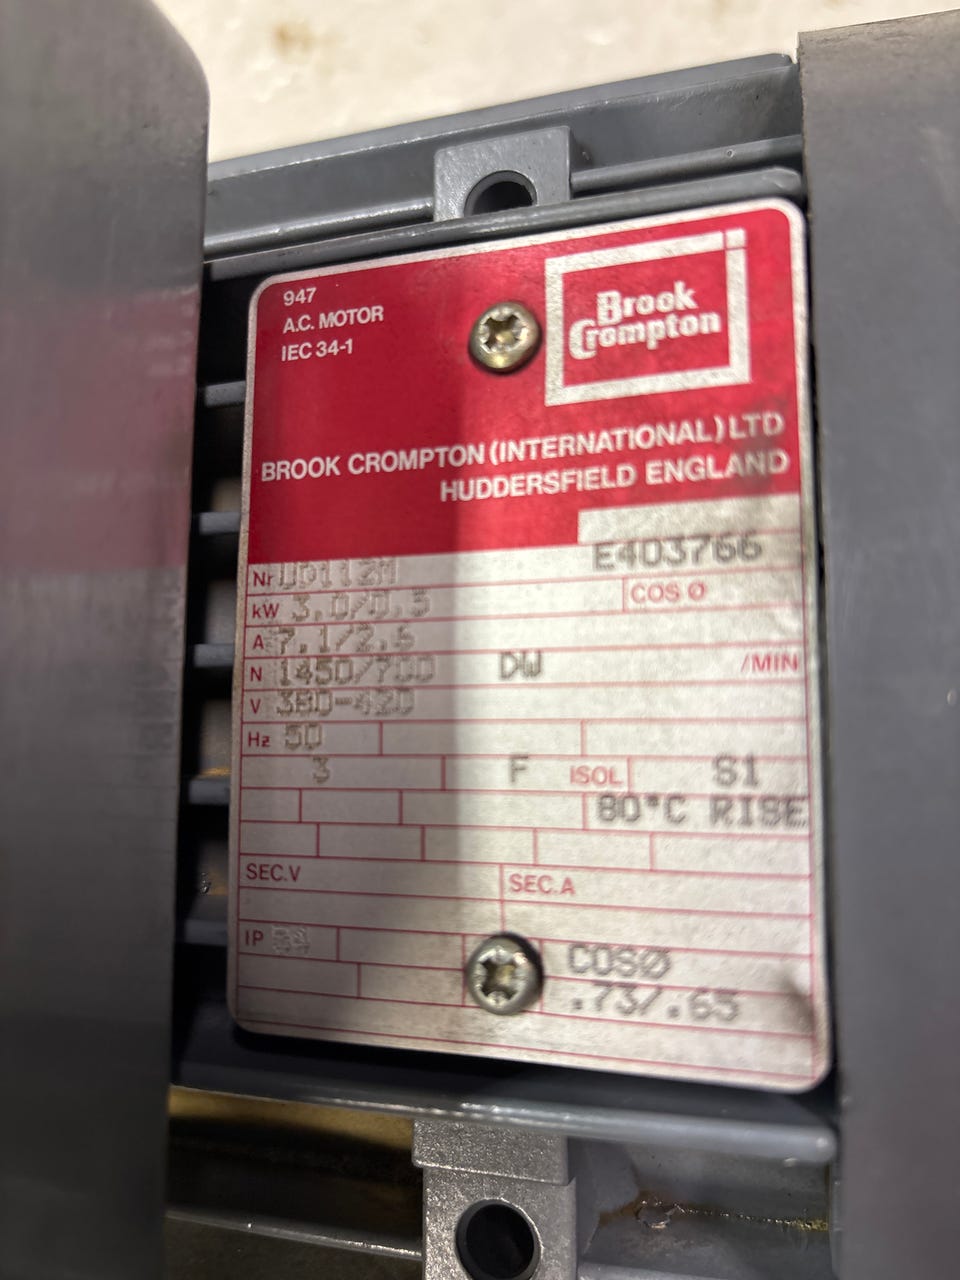 947
A.C. MOTOR
IEC 34-1
Brook
Crompton
BROOK CROMPTON (INTERNATIONAL) LTD
HUDDERSFIELD ENGLAND
E403766
Nr UD112M
kW 3.0/0.5 COS Ø
A 7.1/2.6
N 1450/700 DW /MIN
V 380-420
Hz 50
3 F ISOL S1
80°C RISE
SEC.V SEC.A
IP
COSØ
.73/.65